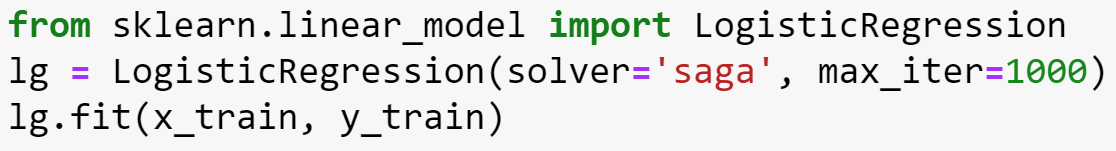 from sklearn.linear_model import LogisticRegression
lg = LogisticRegression(solver='saga', max_iter=1000)
lg.fit(x_train, y_train)